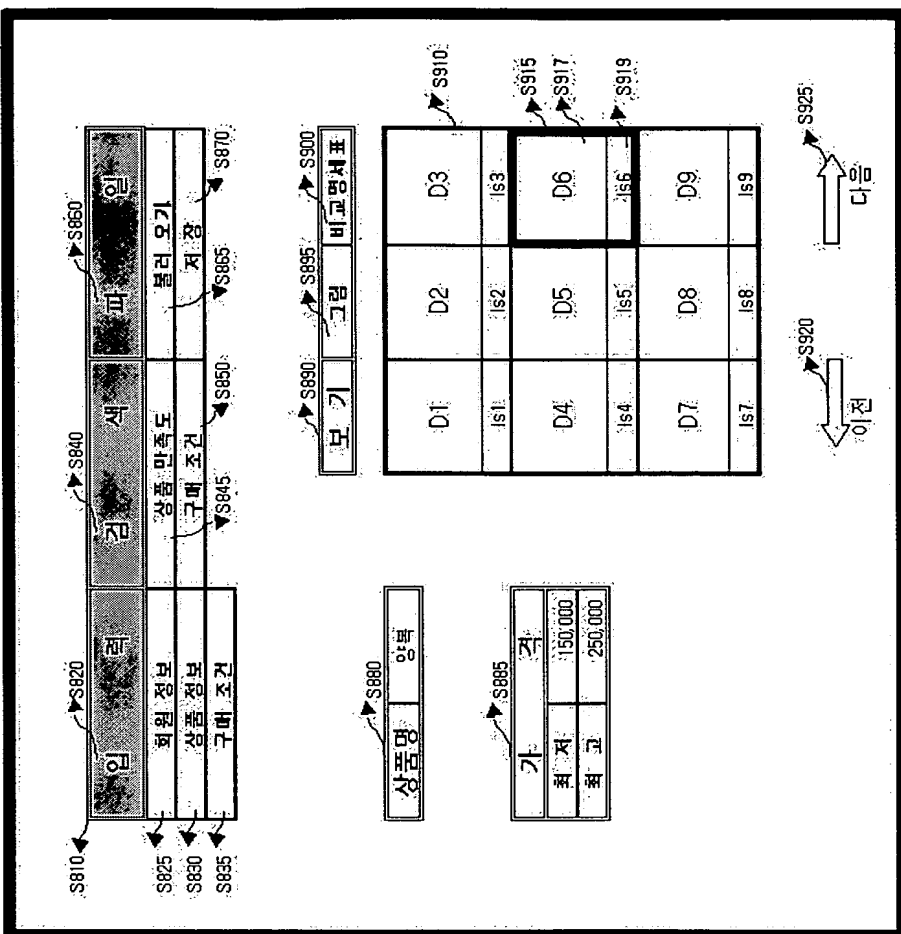 S810 S820 S840 S860
입 력 검 색 파 일
S825 회원 정보 상품 만족도 불러 오기
S830 상품 정보 구매 조건 저 장
S835 구매 조건 S845 S850 S865 S870
S880 S890 S895 S900
상품명 양복 보 기 그림 비교명세표
S885
가 격
최 저 150,000
최 고 250,000
S910
D1 D2 D3
Is1 Is2 Is3
S915
D4 D5 D6 S917
Is4 Is5 Is6 S919
D7 D8 D9
Is7 Is8 Is9
S920 S925
이전 다음